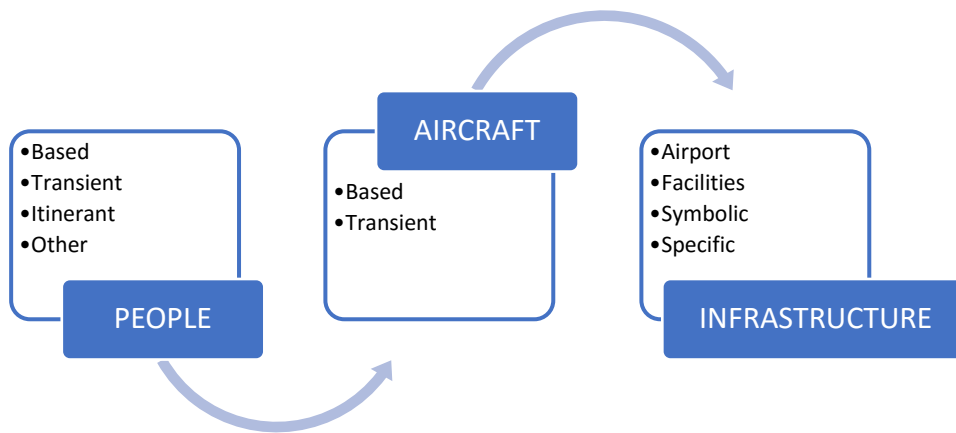 •Based
•Transient
•Itinerant
•Other
PEOPLE
AIRCRAFT
•Based
•Transient
•Airport
•Facilities
•Symbolic
•Specific
INFRASTRUCTURE